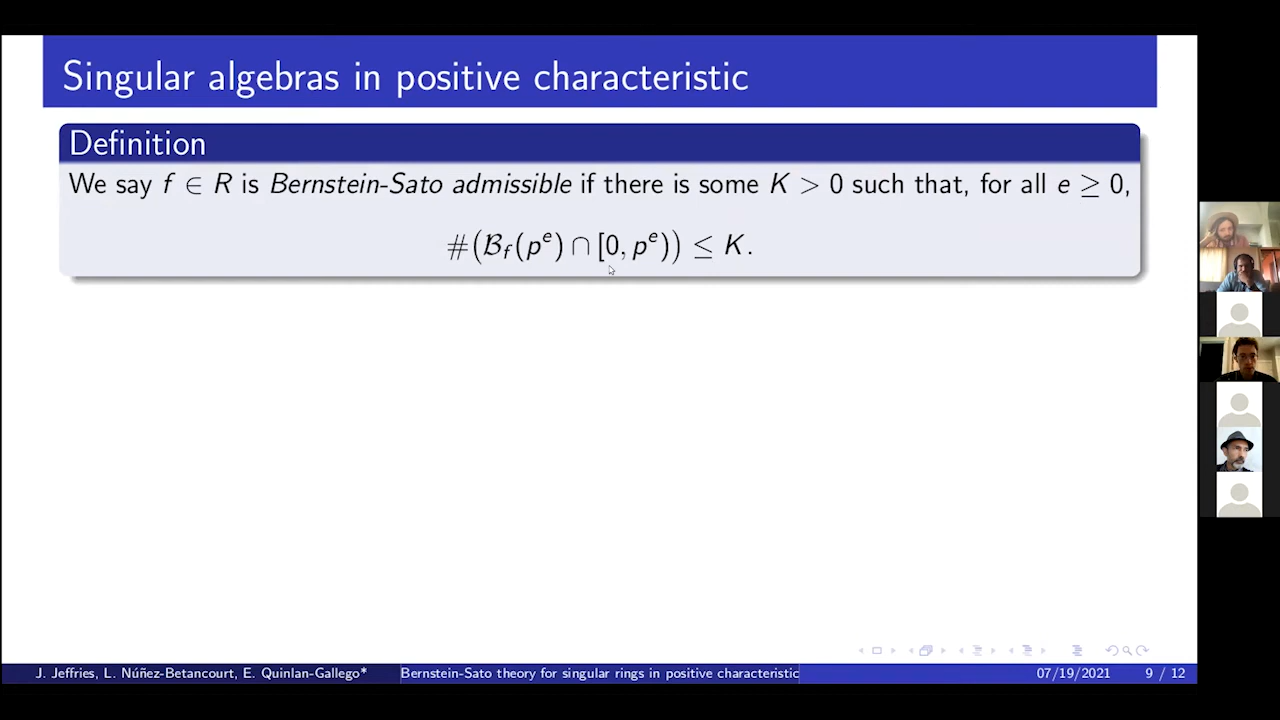 Singular algebras in positive characteristic
Definition
We say f ∈ R is Bernstein-Sato admissible if there is some K > 0 such that, for all e ≥ 0,
#(ℬ_f(p^e) ∩ [0, p^e)) ≤ K.
J. Jeffries, L. Núñez-Betancourt, E. Quinlan-Gallego* Bernstein-Sato theory for singular rings in positive characteristic 07/19/2021 9 / 12